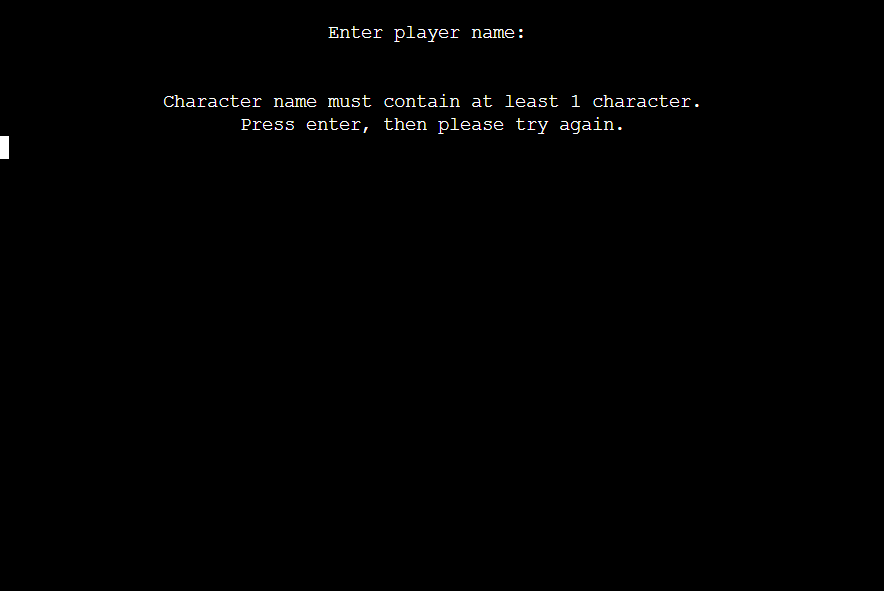 Enter player name:
Character name must contain at least 1 character.
Press enter, then please try again.